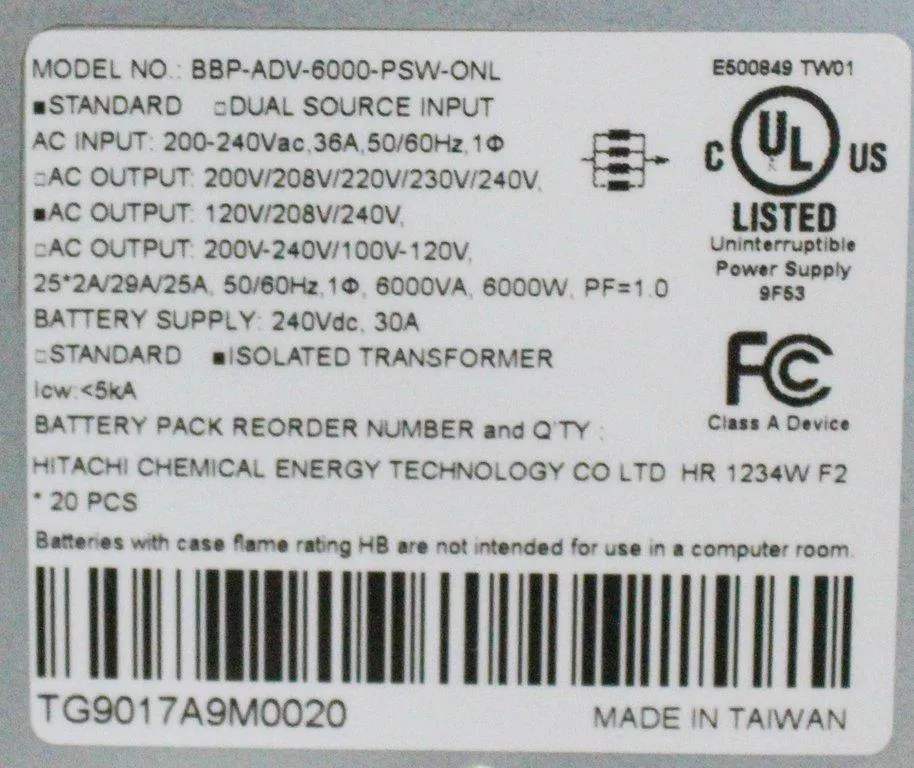 MODEL NO.: BBP-ADV-6000-PSW-ONL
■STANDARD □DUAL SOURCE INPUT
AC INPUT: 200-240Vac,36A,50/60Hz,1Φ
□AC OUTPUT: 200V/208V/220V/230V/240V,
■AC OUTPUT: 120V/208V/240V,
□AC OUTPUT: 200V-240V/100V-120V,
25*2A/29A/25A, 50/60Hz,1Φ, 6000VA, 6000W, PF=1.0
BATTERY SUPPLY: 240Vdc, 30A
□STANDARD ■ISOLATED TRANSFORMER
Icw:<5kA
BATTERY PACK REORDER NUMBER and Q'TY :
HITACHI CHEMICAL ENERGY TECHNOLOGY CO LTD HR 1234W F2
* 20 PCS
Batteries with case flame rating HB are not intended for use in a computer room.
TG9017A9M0020
MADE IN TAIWAN
E500849 TW01
C UL US
LISTED
Uninterruptible
Power Supply
9F53
FC
Class A Device